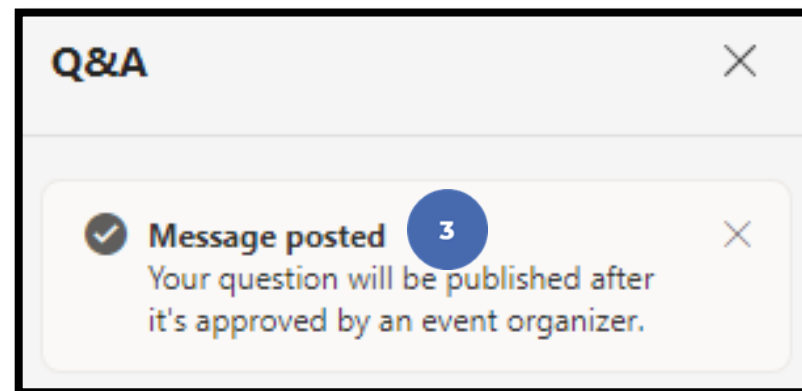 Q&A
Message posted 3
Your question will be published after
it's approved by an event organizer.